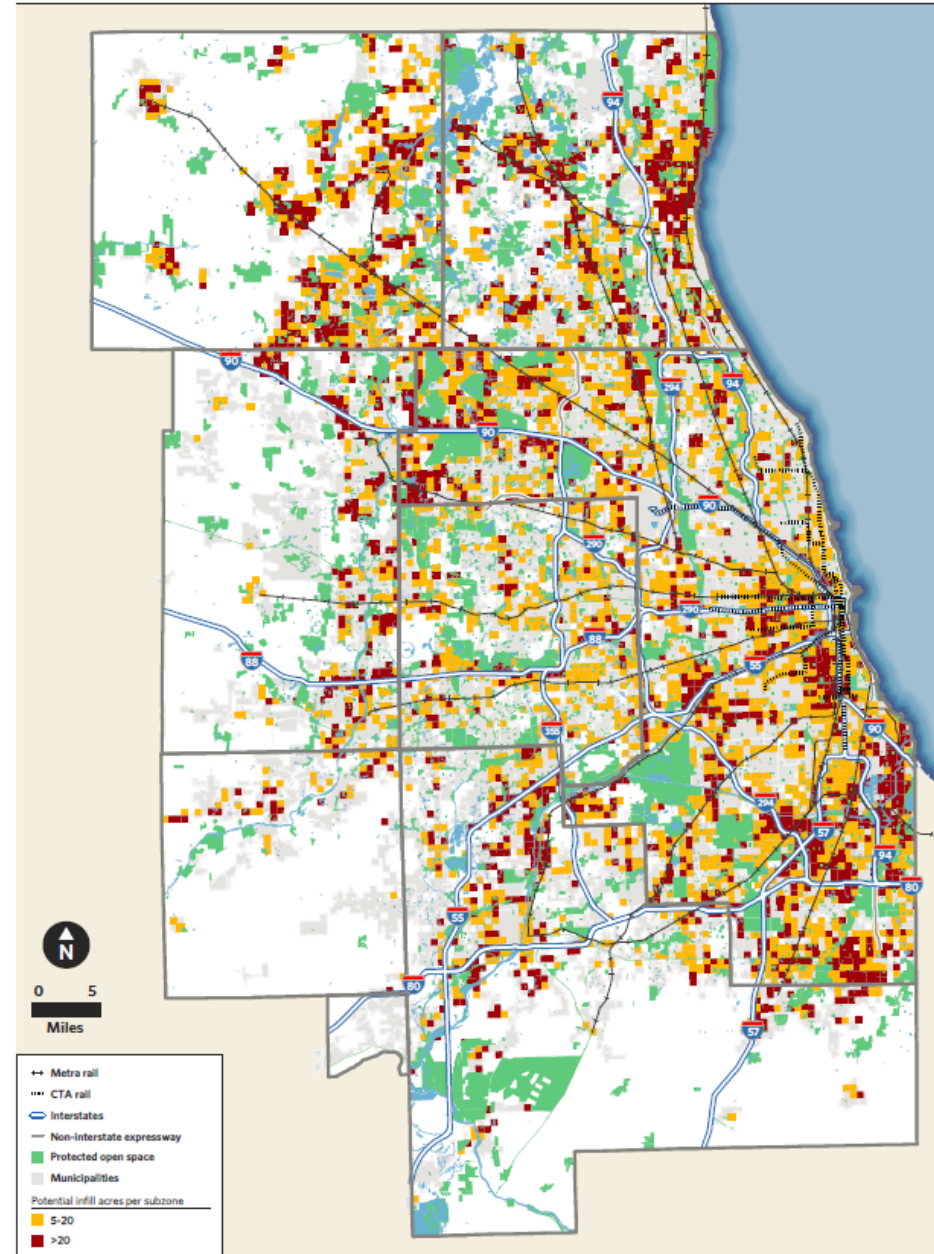 94
90
294
94
90
90
290
290
88
55
88
355
90
294
57
94
80
55
80
57
N
0 5
Miles
Metra rail
CTA rail
Interstates
Non-interstate expressway
Protected open space
Municipalities
Potential infill acres per subzone
5-20
>20